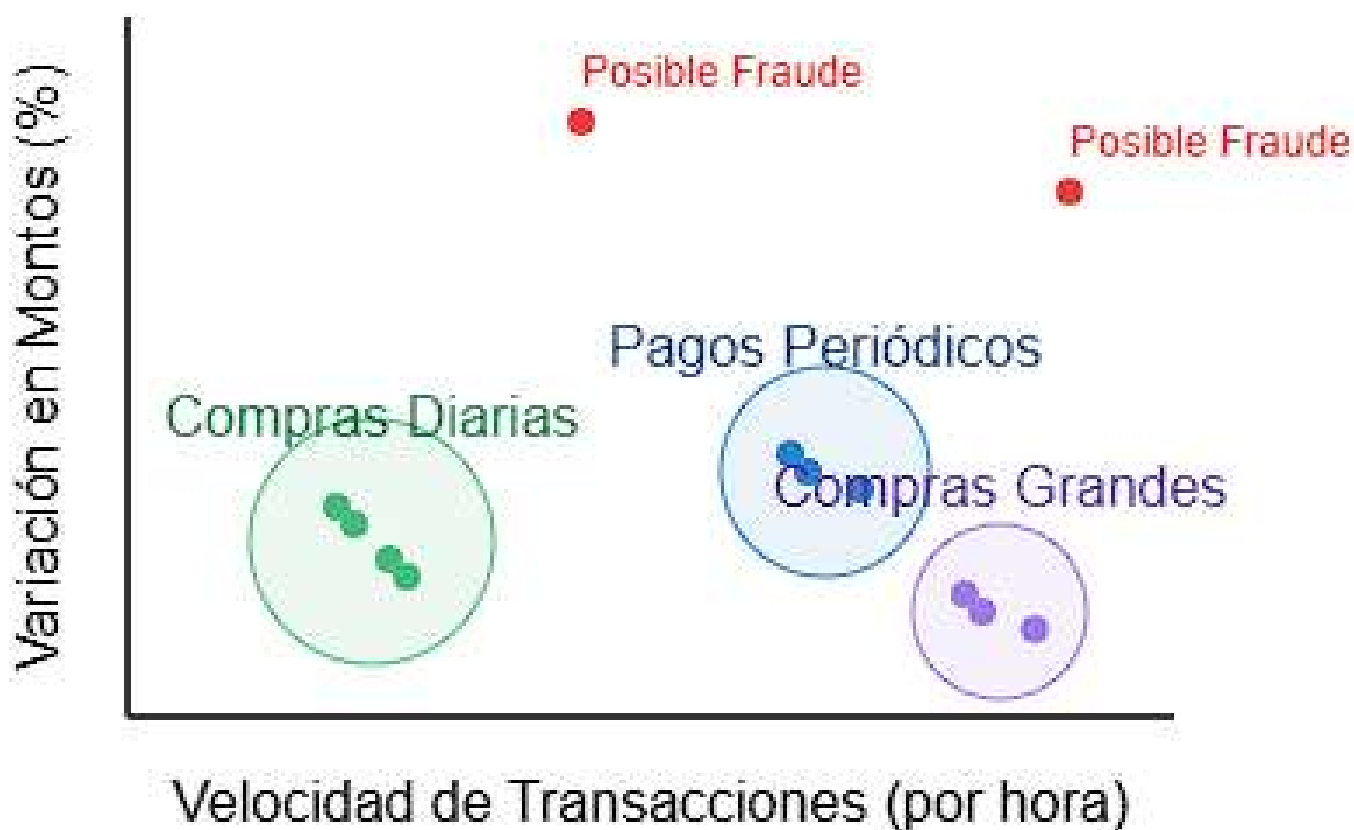 Posible Fraude
Posible Fraude
Variación en Montos (%)
Pagos Periódicos
Compras Diarias
Compras Grandes
Velocidad de Transacciones (por hora)